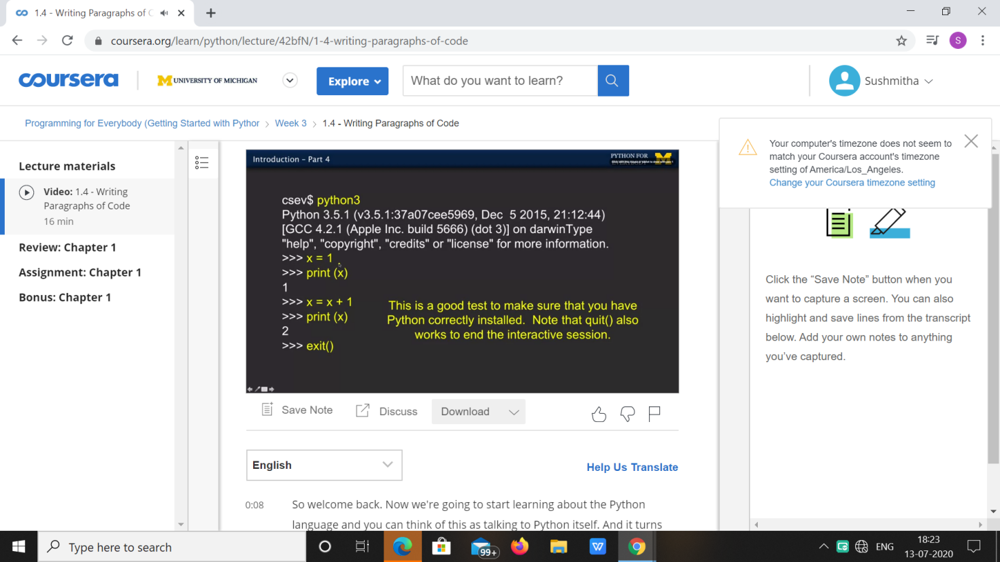 1.4 - Writing Paragraphs of C
coursera.org/learn/python/lecture/42bfN/1-4-writing-paragraphs-of-code
S
coursera
M UNIVERSITY OF MICHIGAN
Explore
What do you want to learn?
Sushmitha
Programming for Everybody (Getting Started with Pythor > Week 3 > 1.4 - Writing Paragraphs of Code
Your computer's timezone does not seem to
match your Coursera account's timezone
setting of America/Los_Angeles.
Change your Coursera timezone setting
Lecture materials
Video: 1.4 - Writing
Paragraphs of Code
16 min
Review: Chapter 1
Assignment: Chapter 1
Bonus: Chapter 1
Introduction – Part 4
PYTHON FOR
EVERYBODY
csev$ python3
Python 3.5.1 (v3.5.1:37a07cee5969, Dec  5 2015, 21:12:44)
[GCC 4.2.1 (Apple Inc. build 5666) (dot 3)] on darwinType
"help", "copyright", "credits" or "license" for more information.
>>> x = 1
>>> print (x)
1
>>> x = x + 1
>>> print (x)
2
>>> exit()
This is a good test to make sure that you have
Python correctly installed.  Note that quit() also
works to end the interactive session.
Save Note
Discuss
Download
English
Help Us Translate
0:08
So welcome back. Now we're going to start learning about the Python
language and you can think of this as talking to Python itself. And it turns
Click the “Save Note” button when you
want to capture a screen. You can also
highlight and save lines from the transcript
below. Add your own notes to anything
you’ve captured.
Type here to search
99+
ENG
18:23
13-07-2020